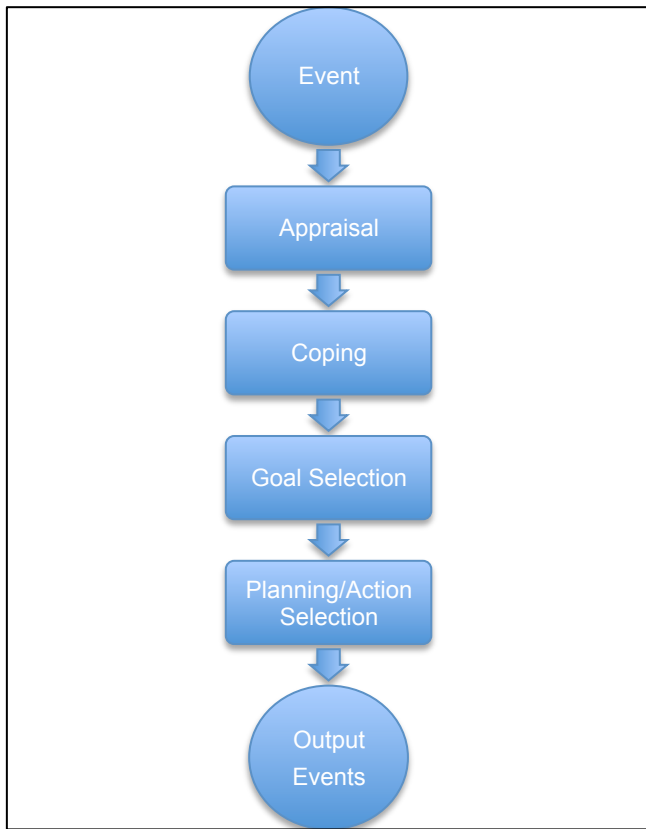 Event
Appraisal
Coping
Goal Selection
Planning/Action
Selection
Output
Events